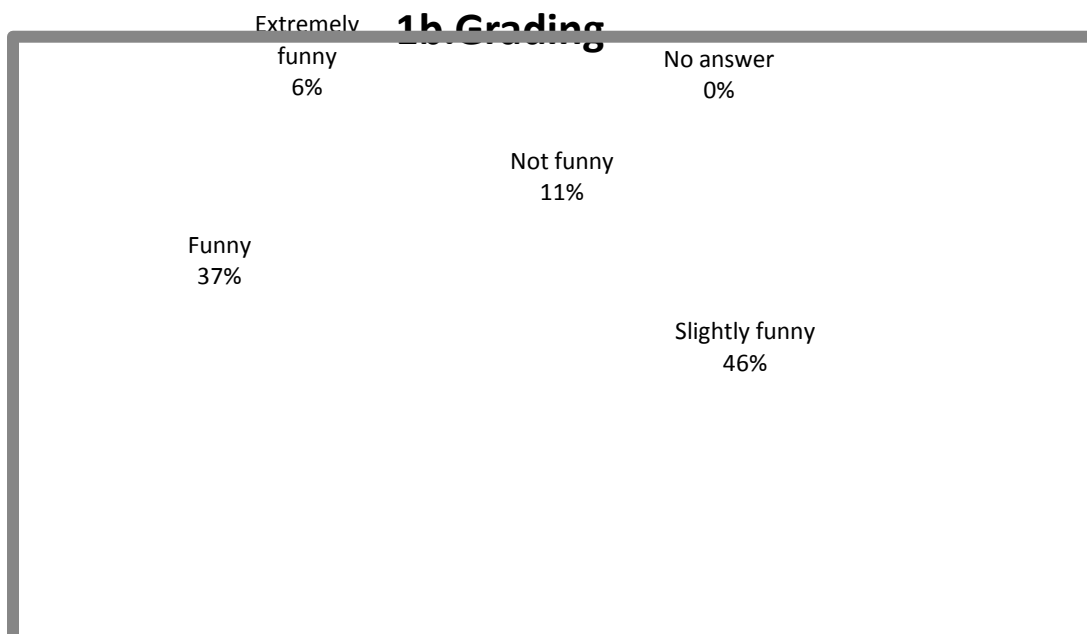 1b.Grading
Extremely
funny
6%
No answer
0%
Not funny
11%
Funny
37%
Slightly funny
46%